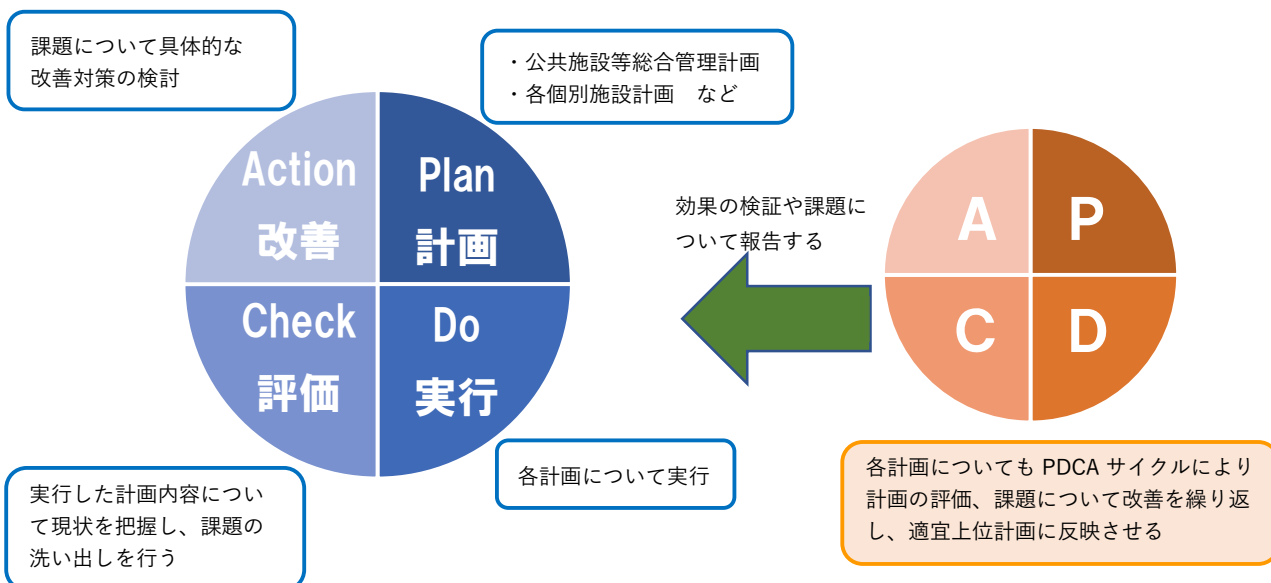 課題について具体的な
改善対策の検討
・公共施設等総合管理計画
・各個別施設計画　など
Action
改善
Plan
計画
Check
評価
Do
実行
実行した計画内容につい
て現状を把握し、課題の
洗い出しを行う
各計画について実行
効果の検証や課題に
ついて報告する
A
P
C
D
各計画についても PDCA サイクルにより
計画の評価、課題について改善を繰り返
し、適宜上位計画に反映させる